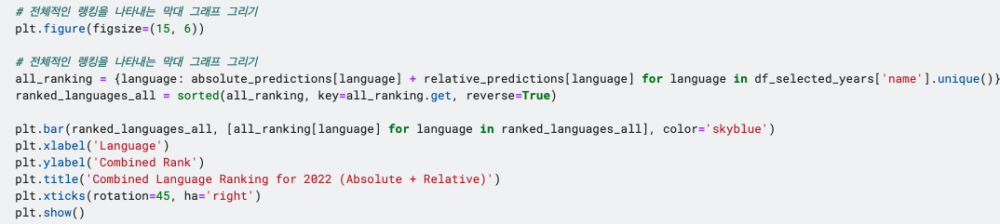 # 전체적인 랭킹을 나타내는 막대 그래프 그리기
plt.figure(figsize=(15, 6))
# 전체적인 랭킹을 나타내는 막대 그래프 그리기
all_ranking = {language: absolute_predictions[language] + relative_predictions[language] for language in df_selected_years['name'].unique()}
ranked_languages_all = sorted(all_ranking, key=all_ranking.get, reverse=True)
plt.bar(ranked_languages_all, [all_ranking[language] for language in ranked_languages_all], color='skyblue')
plt.xlabel('Language')
plt.ylabel('Combined Rank')
plt.title('Combined Language Ranking for 2022 (Absolute + Relative)')
plt.xticks(rotation=45, ha='right')
plt.show()